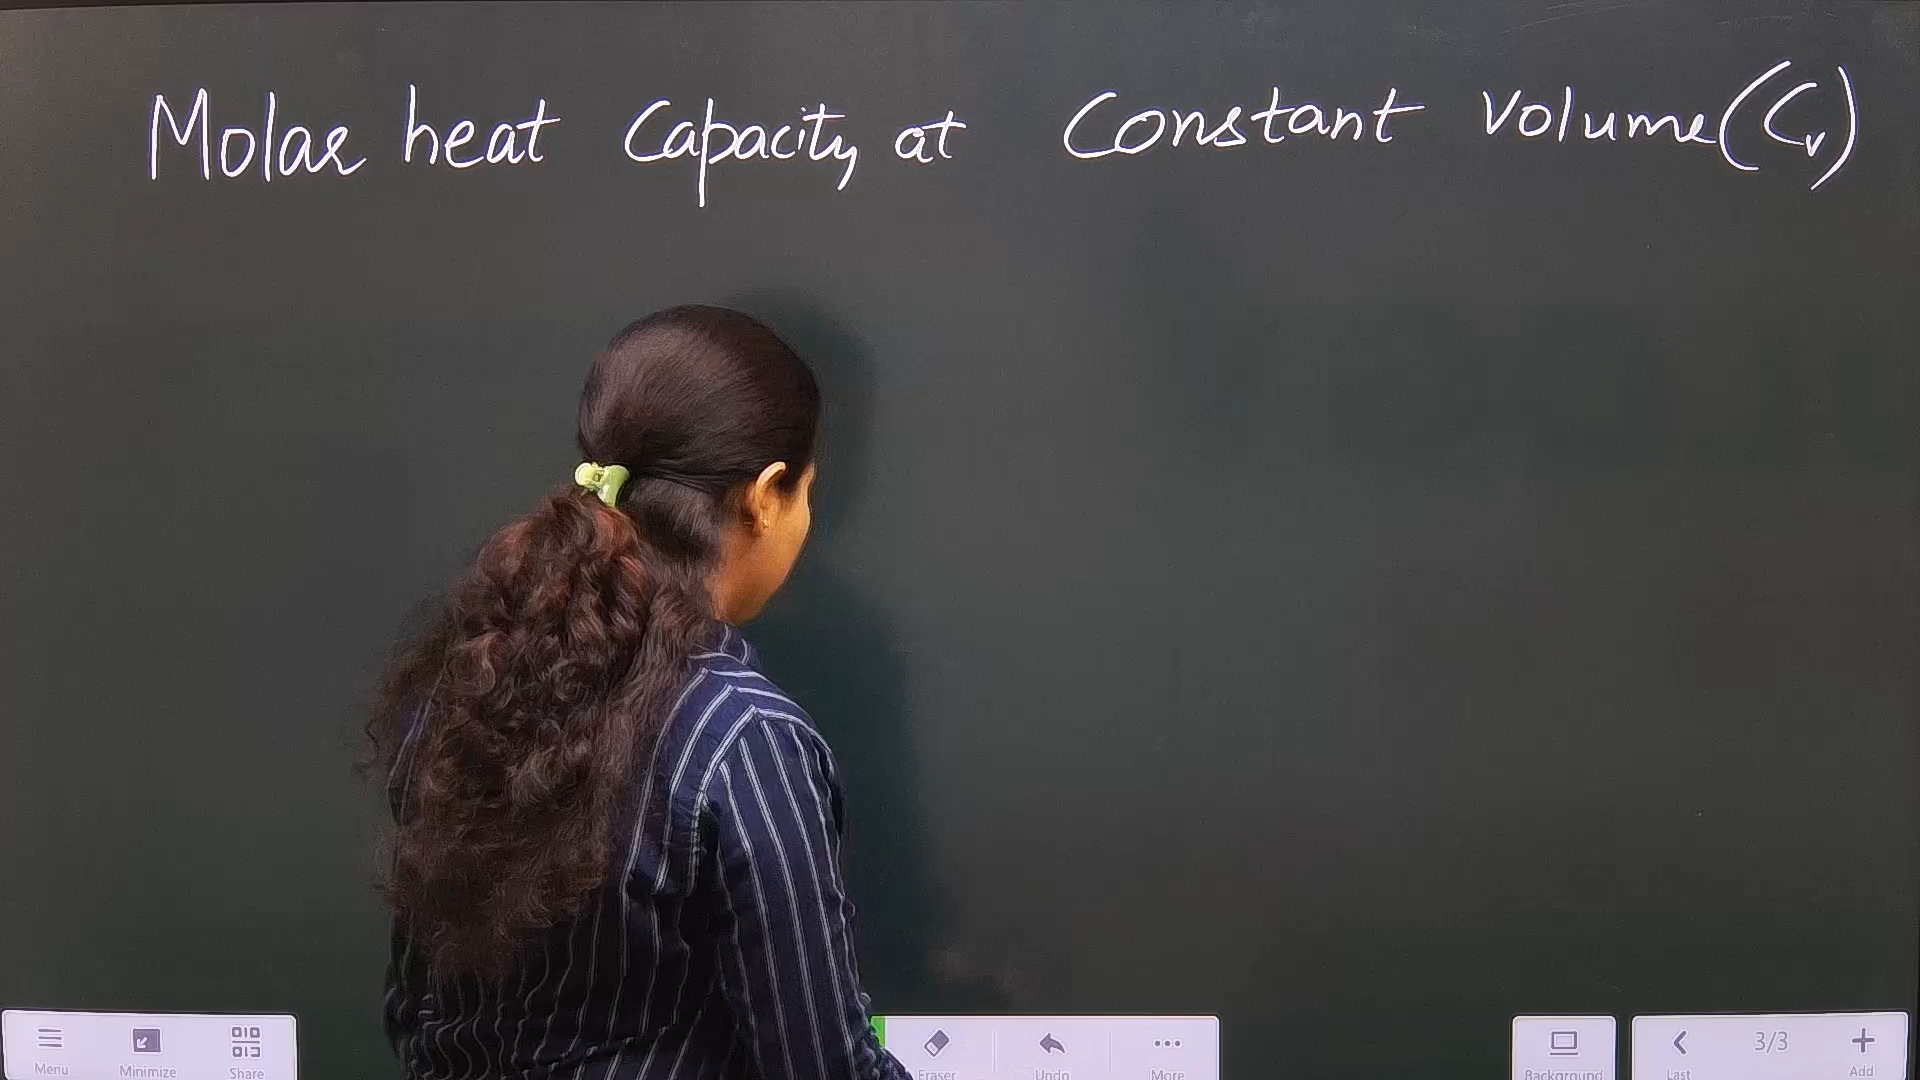 Molar heat Capacity at Constant Volume (Cv)
Menu Minimize Share Eraser Undo More Background Last 3/3 Add